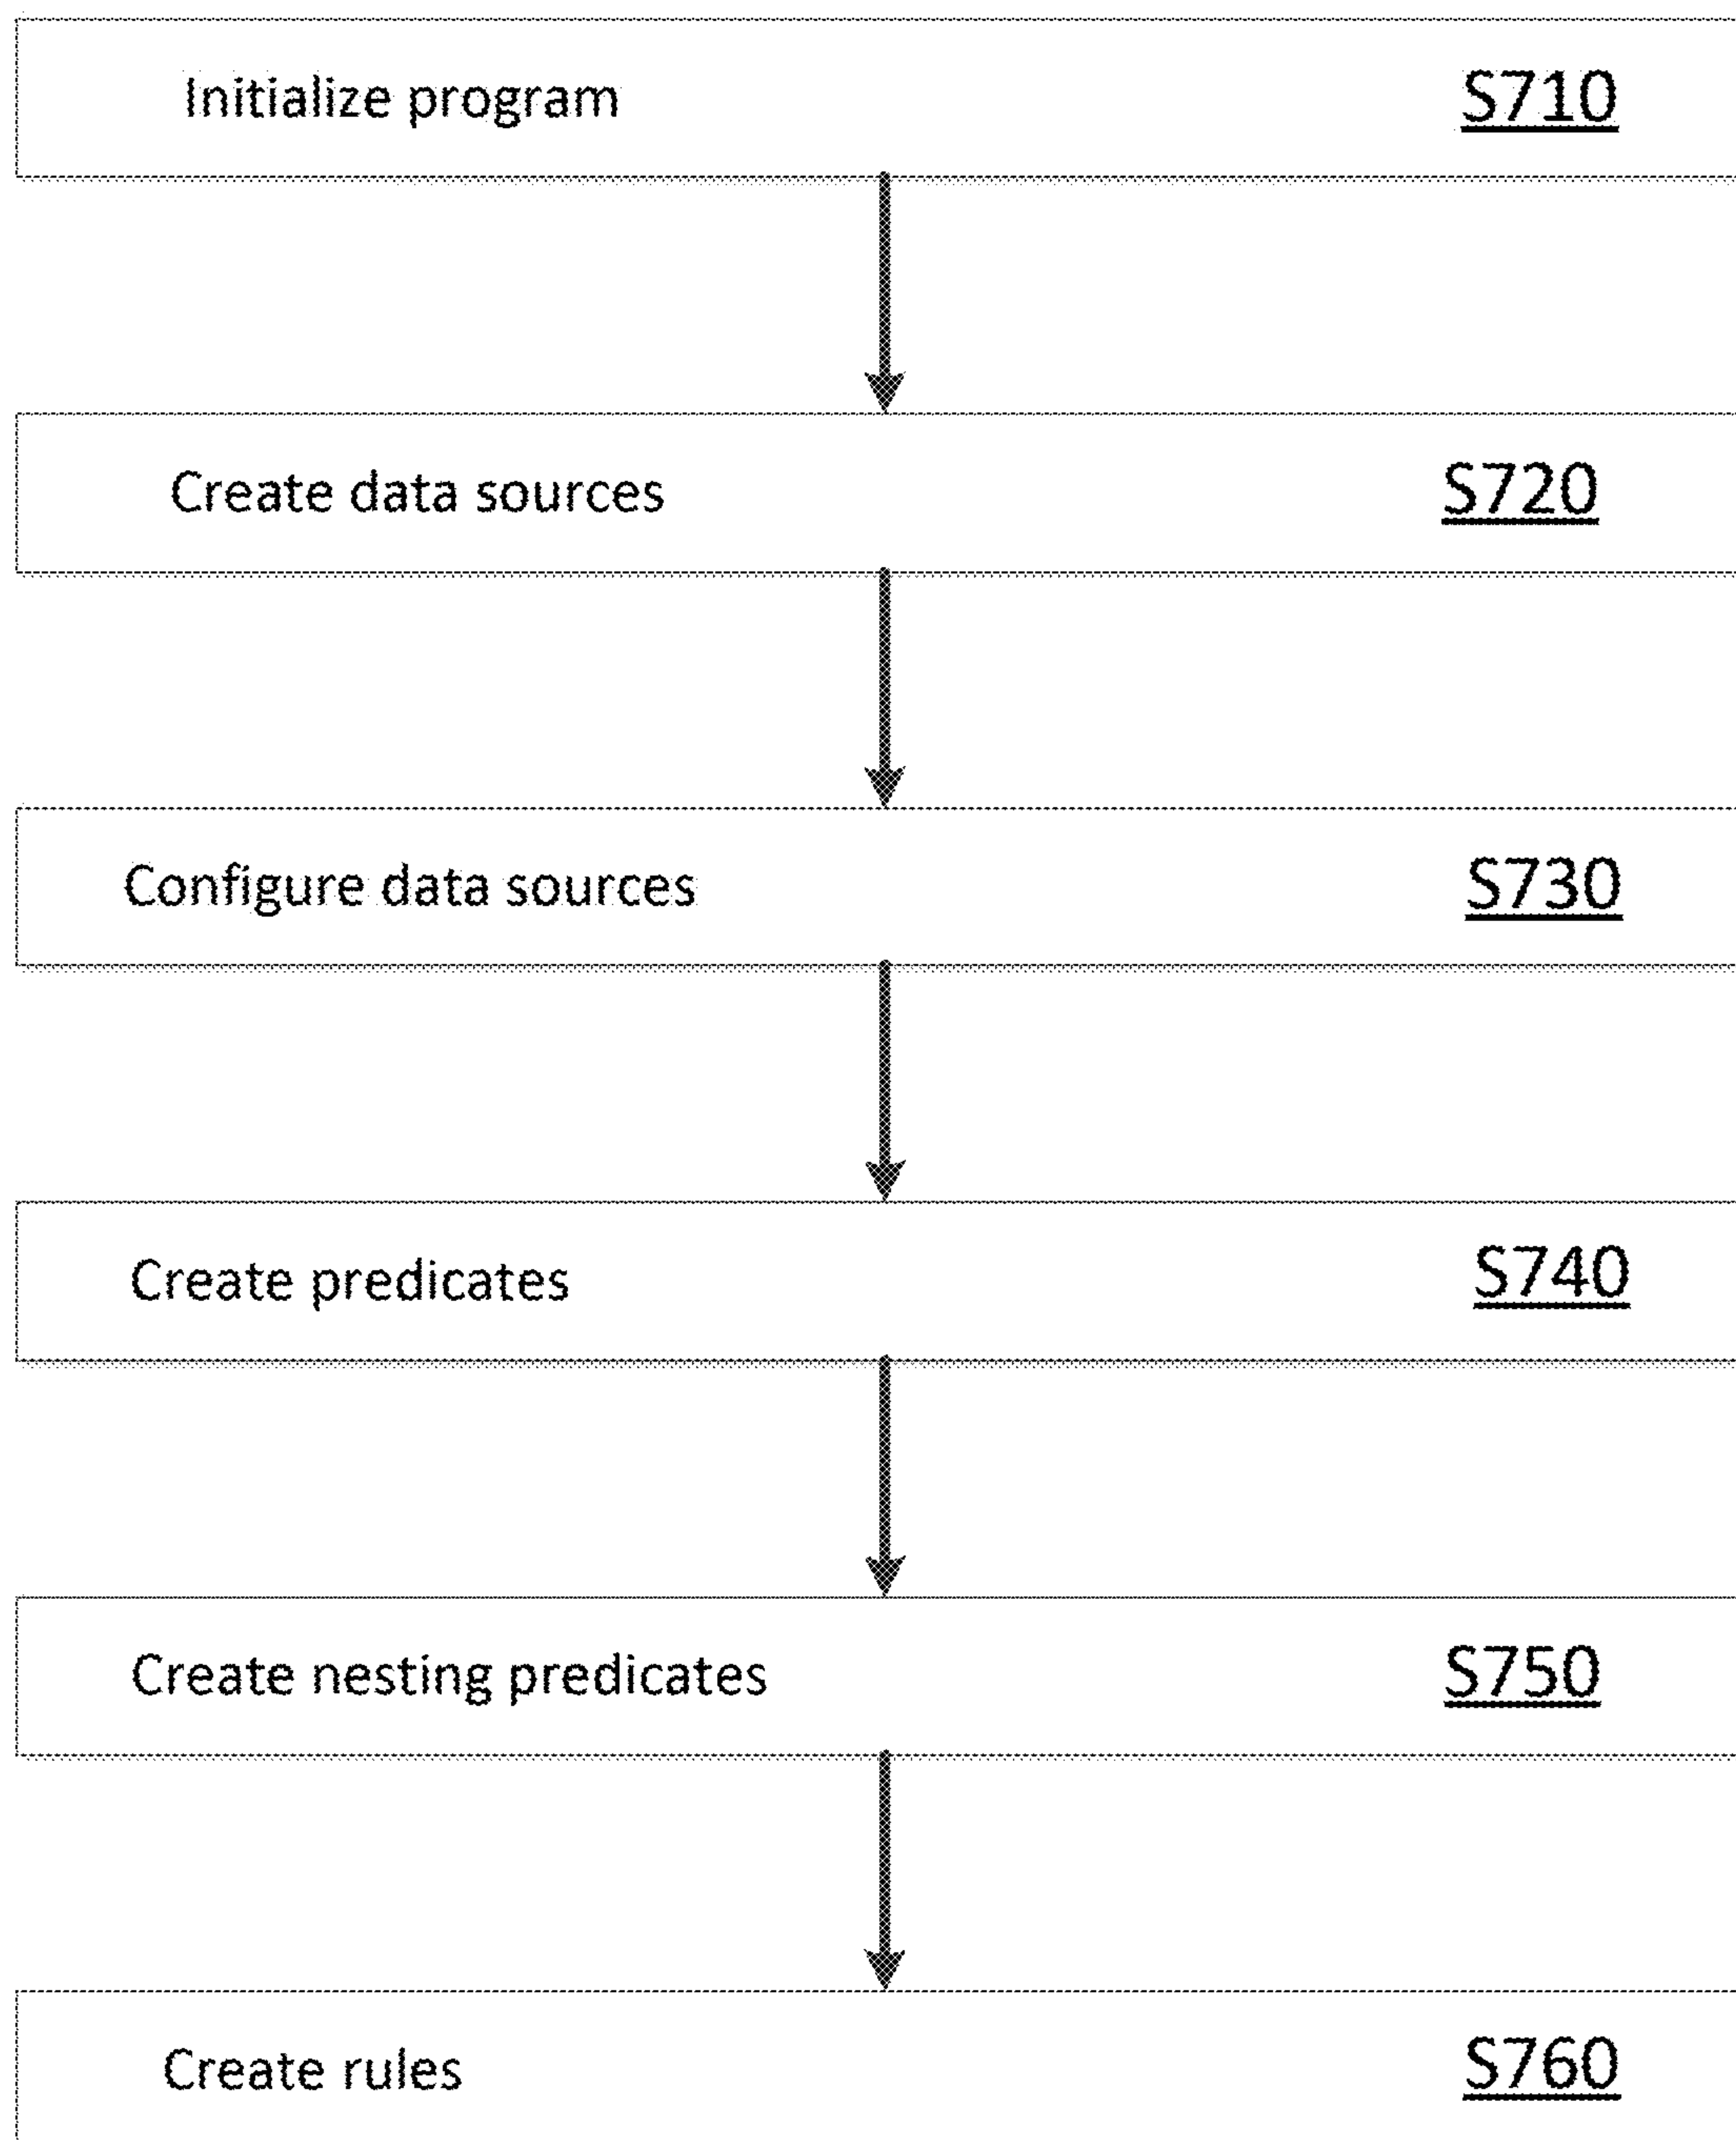 Initialize program S710
Create data sources S720
Configure data sources S730
Create predicates S740
Create nesting predicates S750
Create rules S760